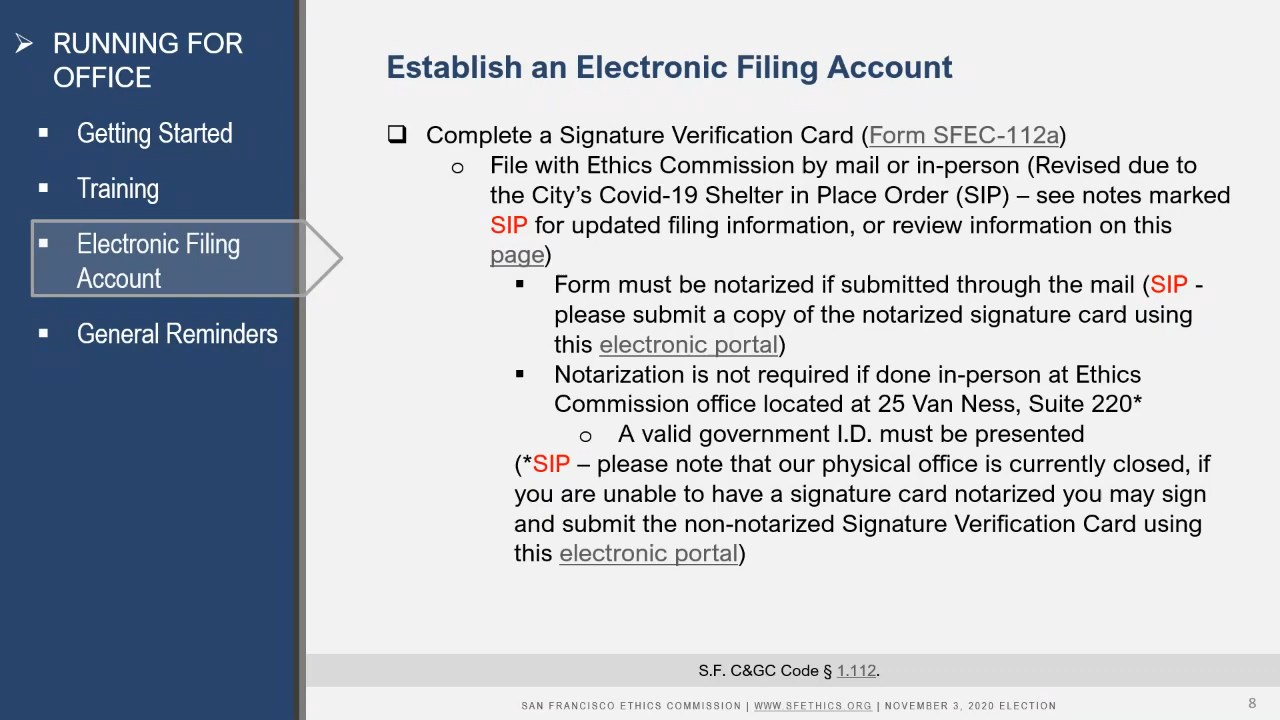 ➢ RUNNING FOR
OFFICE
▪ Getting Started
▪ Training
▪ Electronic Filing
Account
▪ General Reminders
Establish an Electronic Filing Account
❑ Complete a Signature Verification Card (Form SFEC-112a)
o File with Ethics Commission by mail or in-person (Revised due to
the City’s Covid-19 Shelter in Place Order (SIP) – see notes marked
SIP for updated filing information, or review information on this
page)
▪ Form must be notarized if submitted through the mail (SIP -
please submit a copy of the notarized signature card using
this electronic portal)
▪ Notarization is not required if done in-person at Ethics
Commission office located at 25 Van Ness, Suite 220*
o A valid government I.D. must be presented
(*SIP – please note that our physical office is currently closed, if
you are unable to have a signature card notarized you may sign
and submit the non-notarized Signature Verification Card using
this electronic portal)
S.F. C&GC Code § 1.112.
SAN FRANCISCO ETHICS COMMISSION | WWW.SFETHICS.ORG | NOVEMBER 3, 2020 ELECTION
8